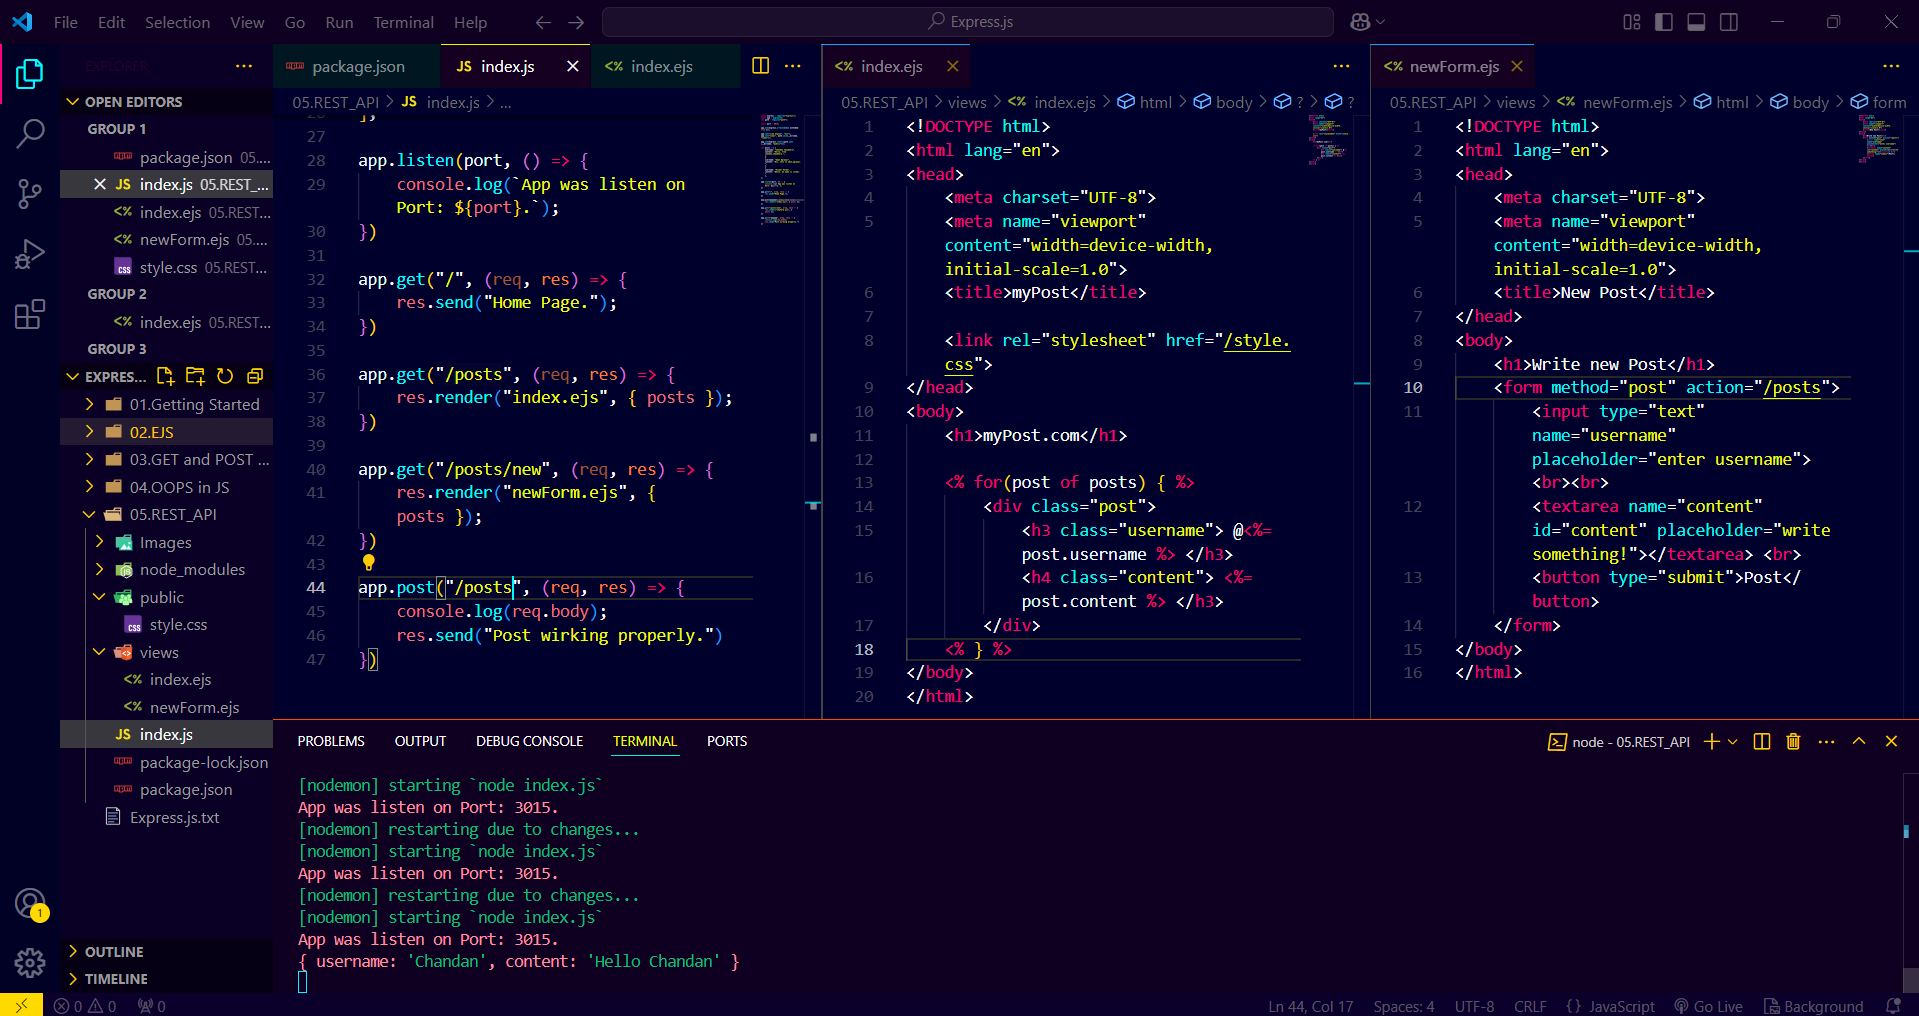 File Edit Selection View Go Run Terminal Help
Express.js
EXPLORER
OPEN EDITORS
GROUP 1
package.json 05....
JS index.js 05.REST_...
<%> index.ejs 05.REST...
<%> newForm.ejs 05....
css style.css 05.REST...
GROUP 2
<%> index.ejs 05.REST...
GROUP 3
EXPRES...
01.Getting Started
02.EJS
03.GET and POST ...
04.OOPS in JS
05.REST_API
Images
node_modules
public
css style.css
views
<%> index.ejs
<%> newForm.ejs
JS index.js
package-lock.json
package.json
Express.js.txt
OUTLINE
TIMELINE
package.json
JS index.js
<%> index.ejs
05.REST_API > JS index.js > ...
27
28 app.listen(port, () => {
29 console.log(`App was listen on
Port: ${port}.`);
30 })
31
32 app.get("/", (req, res) => {
33 res.send("Home Page.");
34 })
35
36 app.get("/posts", (req, res) => {
37 res.render("index.ejs", { posts });
38 })
39
40 app.get("/posts/new", (req, res) => {
41 res.render("newForm.ejs", {
posts });
42 })
43
44 app.post("/posts", (req, res) => {
45 console.log(req.body);
46 res.send("Post wirking properly.")
47 })
<%> index.ejs
05.REST_API > views > <%> index.ejs > html > body > ? > ?
1 <!DOCTYPE html>
2 <html lang="en">
3 <head>
4 <meta charset="UTF-8">
5 <meta name="viewport"
content="width=device-width,
initial-scale=1.0">
6 <title>myPost</title>
7
8 <link rel="stylesheet" href="/style.
css">
9 </head>
10 <body>
11 <h1>myPost.com</h1>
12
13 <% for(post of posts) { %>
14 <div class="post">
15 <h3 class="username"> @<%=
post.username %> </h3>
16 <h4 class="content"> <%=
post.content %> </h3>
17 </div>
18 <% } %>
19 </body>
20 </html>
<%> newForm.ejs
05.REST_API > views > <%> newForm.ejs > html > body > form
1 <!DOCTYPE html>
2 <html lang="en">
3 <head>
4 <meta charset="UTF-8">
5 <meta name="viewport"
content="width=device-width,
initial-scale=1.0">
6 <title>New Post</title>
7 </head>
8 <body>
9 <h1>Write new Post</h1>
10 <form method="post" action="/posts">
11 <input type="text"
name="username"
placeholder="enter username">
<br><br>
12 <textarea name="content"
id="content" placeholder="write
something!"></textarea> <br>
13 <button type="submit">Post</
button>
14 </form>
15 </body>
16 </html>
PROBLEMS OUTPUT DEBUG CONSOLE TERMINAL PORTS
node - 05.REST_API
[nodemon] starting `node index.js`
App was listen on Port: 3015.
[nodemon] restarting due to changes...
[nodemon] starting `node index.js`
App was listen on Port: 3015.
[nodemon] restarting due to changes...
[nodemon] starting `node index.js`
App was listen on Port: 3015.
{ username: 'Chandan', content: 'Hello Chandan' }
1
0 0 0
Ln 44, Col 17 Spaces: 4 UTF-8 CRLF {} JavaScript Go Live Background